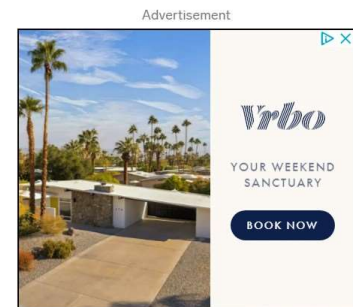 Advertisement
Vrbo
YOUR WEEKEND
SANCTUARY
BOOK NOW